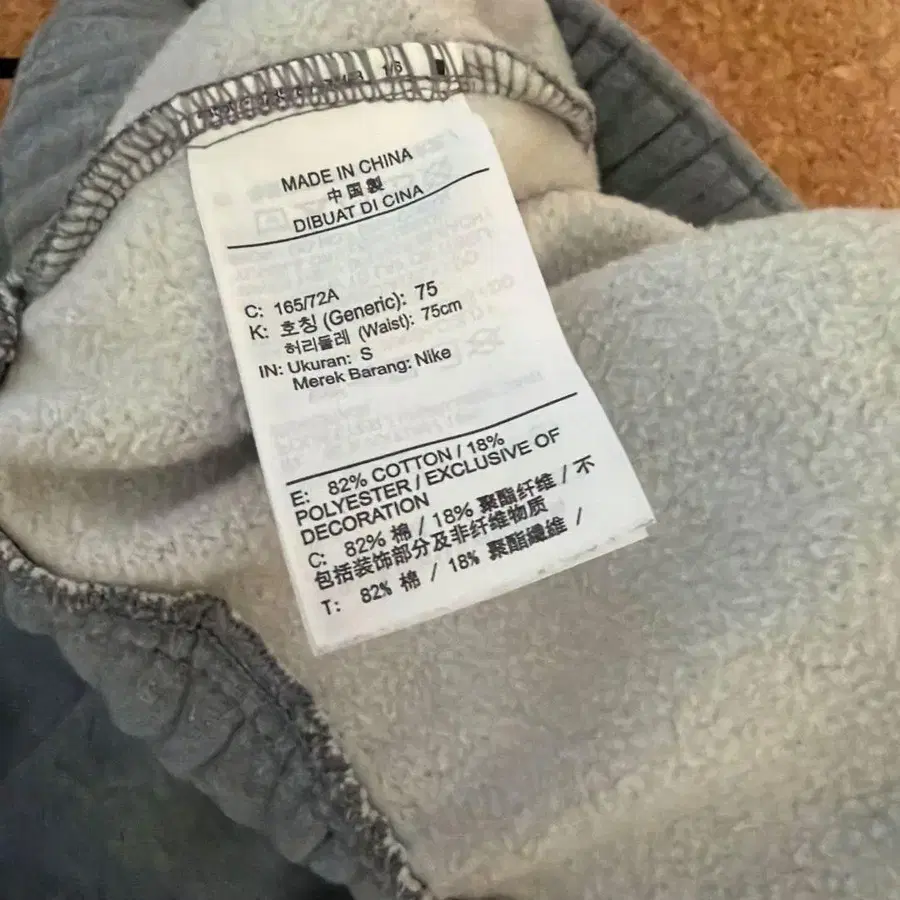 1/6
MADE IN CHINA
中国製
DIBUAT DI CINA
C: 165/72A
K: 호칭 (Generic): 75
허리둘레 (Waist): 75cm
IN: Ukuran: S
Merek Barang: Nike
E: 82% COTTON / 18%
POLYESTER / EXCLUSIVE OF
DECORATION
C: 82% 棉 / 18% 聚酯纤维 / 不
包括装饰部分及非纤维物质
T: 82% 棉 / 18% 聚酯纖維 /